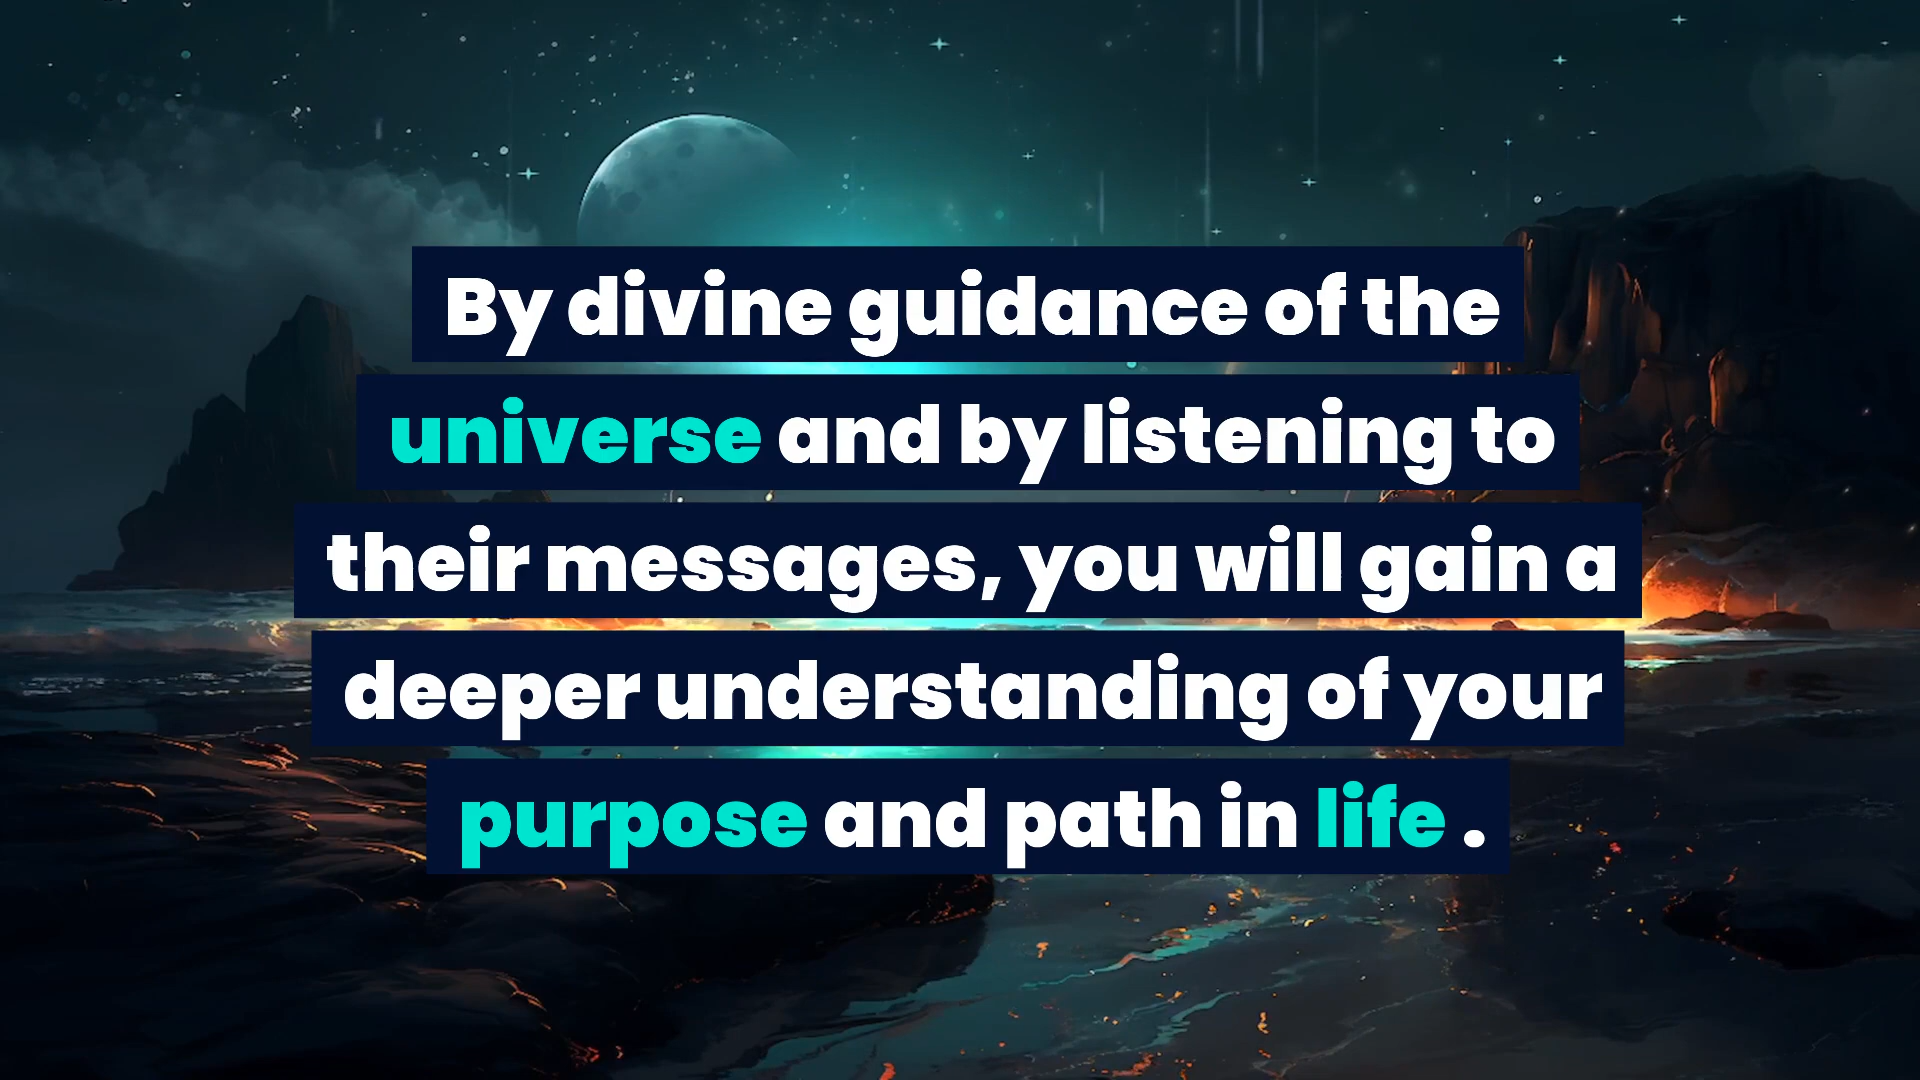 By divine guidance of the
universe and by listening to
their messages, you will gain a
deeper understanding of your
purpose and path in life .